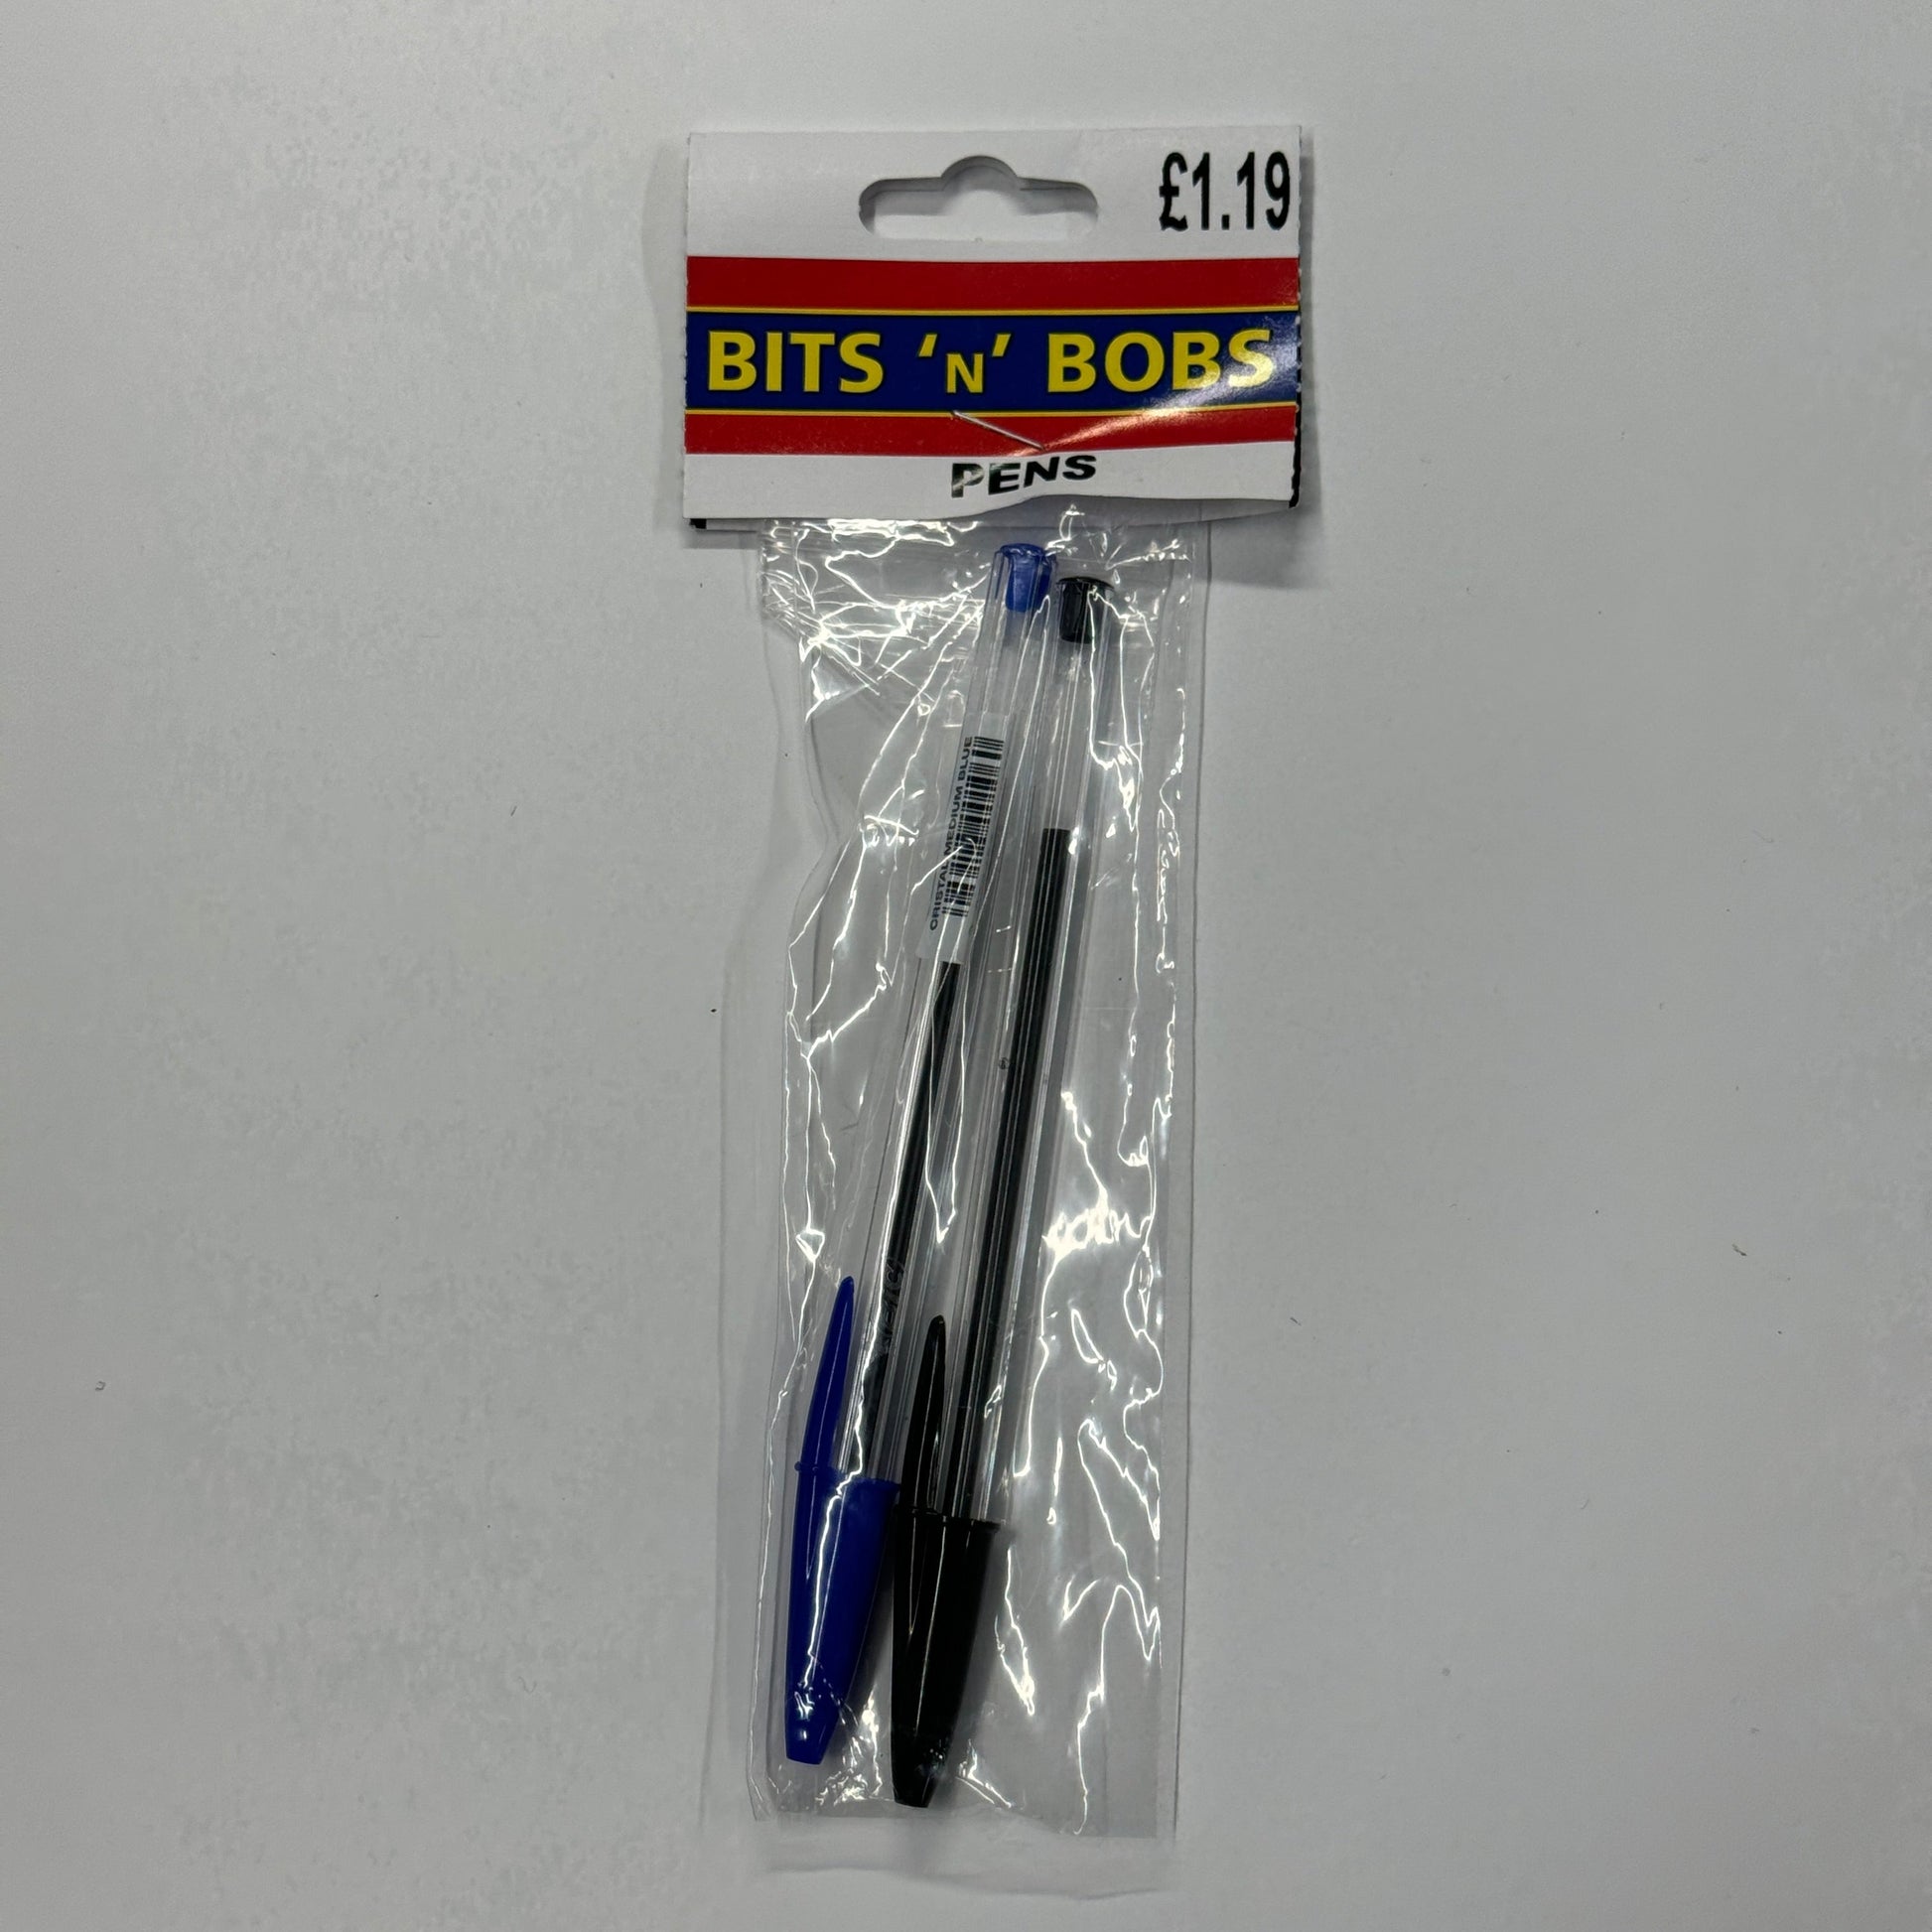 £1.19
BITS ‘N’ BOBS
PENS
CRISTAL MEDIUM BLUE